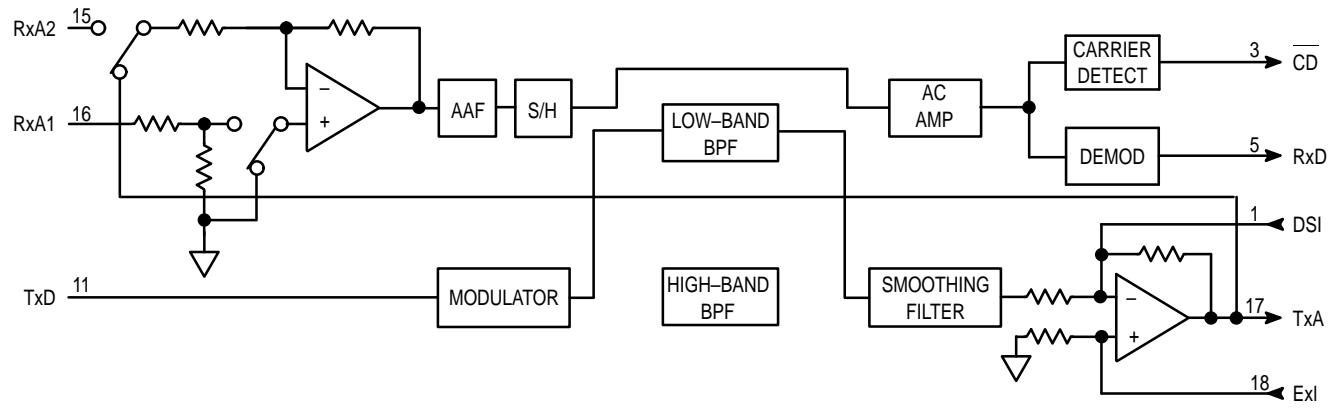 RxA2 15
RxA1 16
–
+
AAF
S/H
LOW–BAND
BPF
AC
AMP
CARRIER
DETECT
3 CD
DEMOD
5 RxD
1 DSI
TxD 11
MODULATOR
HIGH–BAND
BPF
SMOOTHING
FILTER
–
+
17 TxA
18 ExI